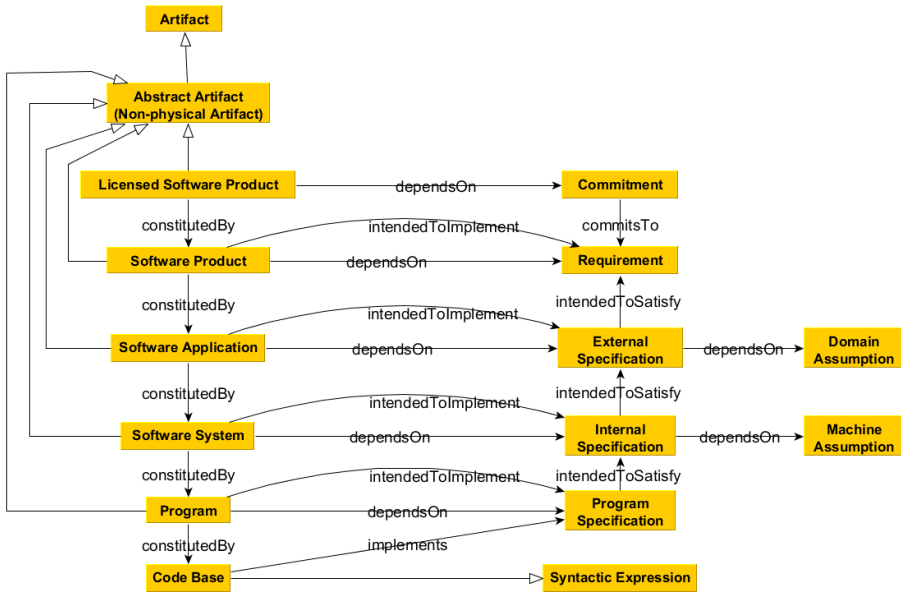 Artifact
Abstract Artifact
(Non-physical Artifact)
Licensed Software Product
dependsOn
Commitment
constitutedBy
intendedToImplement
commitsTo
Software Product
dependsOn
Requirement
constitutedBy
intendedToImplement
intendedToSatisfy
Software Application
dependsOn
External
Specification
dependsOn
Domain
Assumption
constitutedBy
intendedToImplement
intendedToSatisfy
Software System
dependsOn
Internal
Specification
dependsOn
Machine
Assumption
constitutedBy
intendedToImplement
intendedToSatisfy
Program
dependsOn
Program
Specification
constitutedBy
implements
Code Base
Syntactic Expression